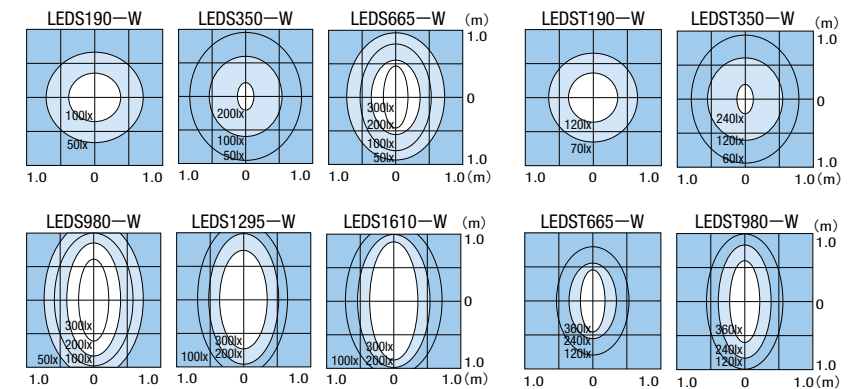 LEDS190－W
LEDS350－W
LEDS665－W
(m)
LEDST190－W
LEDST350－W
(m)
1.0
1.0
100lx
50lx
200lx
100lx
50lx
300lx
200lx
100lx
50lx
0
120lx
70lx
240lx
120lx
60lx
0
1.0
1.0
1.0 0 1.0
1.0 0 1.0
1.0 0 1.0(m)
1.0 0 1.0
1.0 0 1.0(m)
LEDS980－W
LEDS1295－W
LEDS1610－W
(m)
LEDST665－W
LEDST980－W
(m)
1.0
1.0
300lx
200lx
50lx 100lx
300lx
200lx
100lx
300lx
200lx
100lx
0
360lx
240lx
120lx
360lx
240lx
120lx
0
1.0
1.0
1.0 0 1.0
1.0 0 1.0
1.0 0 1.0(m)
1.0 0 1.0
1.0 0 1.0(m)